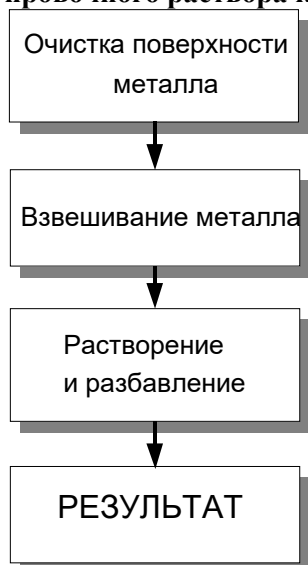 Очистка поверхности
металла
Взвешивание металла
Растворение
и разбавление
РЕЗУЛЬТАТ